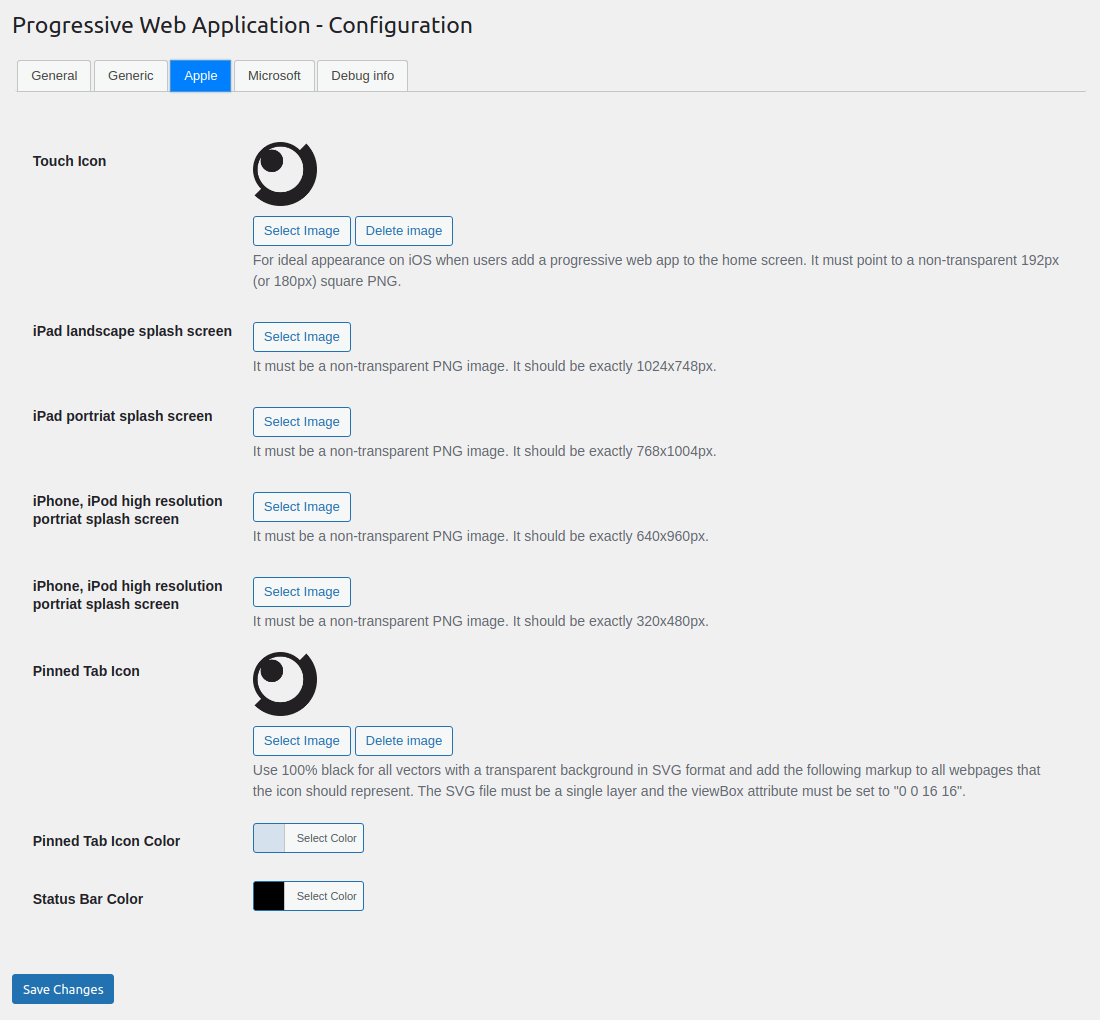 Progressive Web Application - Configuration
General Generic Apple Microsoft Debug info
Touch Icon
Select Image Delete image
For ideal appearance on iOS when users add a progressive web app to the home screen. It must point to a non-transparent 192px
(or 180px) square PNG.
iPad landscape splash screen
Select Image
It must be a non-transparent PNG image. It should be exactly 1024x748px.
iPad portriat splash screen
Select Image
It must be a non-transparent PNG image. It should be exactly 768x1004px.
iPhone, iPod high resolution
portriat splash screen
Select Image
It must be a non-transparent PNG image. It should be exactly 640x960px.
iPhone, iPod high resolution
portriat splash screen
Select Image
It must be a non-transparent PNG image. It should be exactly 320x480px.
Pinned Tab Icon
Select Image Delete image
Use 100% black for all vectors with a transparent background in SVG format and add the following markup to all webpages that
the icon should represent. The SVG file must be a single layer and the viewBox attribute must be set to "0 0 16 16".
Pinned Tab Icon Color
Select Color
Status Bar Color
Select Color
Save Changes